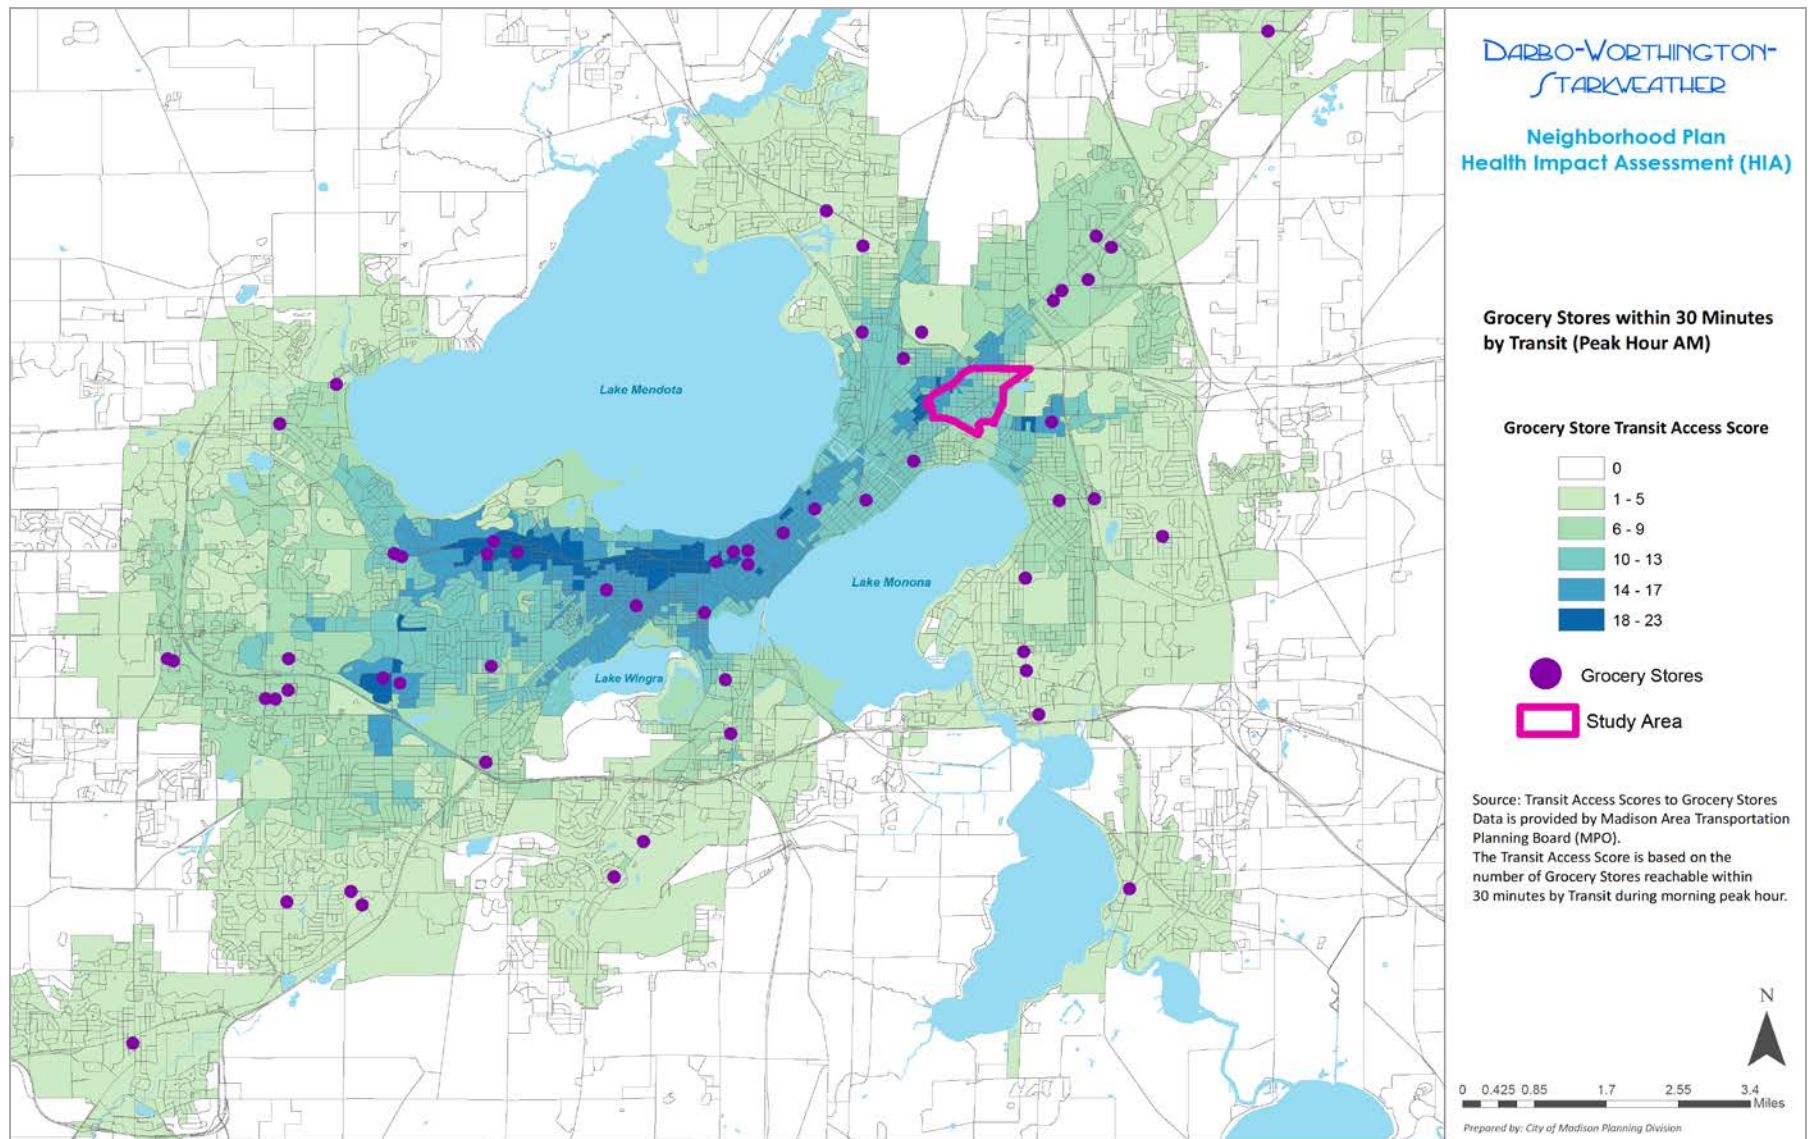 DARBO-WORTHINGTON-
STARKWEATHER
Neighborhood Plan
Health Impact Assessment (HIA)
Grocery Stores within 30 Minutes
by Transit (Peak Hour AM)
Grocery Store Transit Access Score
0
1 - 5
6 - 9
10 - 13
14 - 17
18 - 23
Grocery Stores
Study Area
Source: Transit Access Scores to Grocery Stores
Data is provided by Madison Area Transportation
Planning Board (MPO).
The Transit Access Score is based on the
number of Grocery Stores reachable within
30 minutes by Transit during morning peak hour.
N
0 0.425 0.85 1.7 2.55 3.4
Miles
Prepared by: City of Madison Planning Division
Lake Mendota
Lake Monona
Lake Wingra